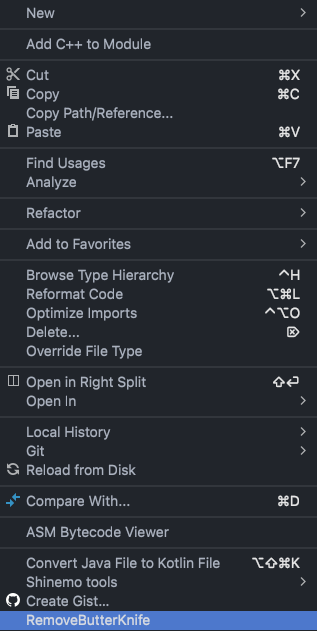 New
Add C++ to Module
Cut ⌘X
Copy ⌘C
Copy Path/Reference...
Paste ⌘V
Find Usages ⌥F7
Analyze
Refactor
Add to Favorites
Browse Type Hierarchy ^H
Reformat Code ⌥⌘L
Optimize Imports ^⌥O
Delete... ⌦
Override File Type
Open in Right Split ⇧⏎
Open In
Local History
Git
Reload from Disk
Compare With... ⌘D
ASM Bytecode Viewer
Convert Java File to Kotlin File ⌥⇧⌘K
Shinemo tools
Create Gist...
RemoveButterKnife